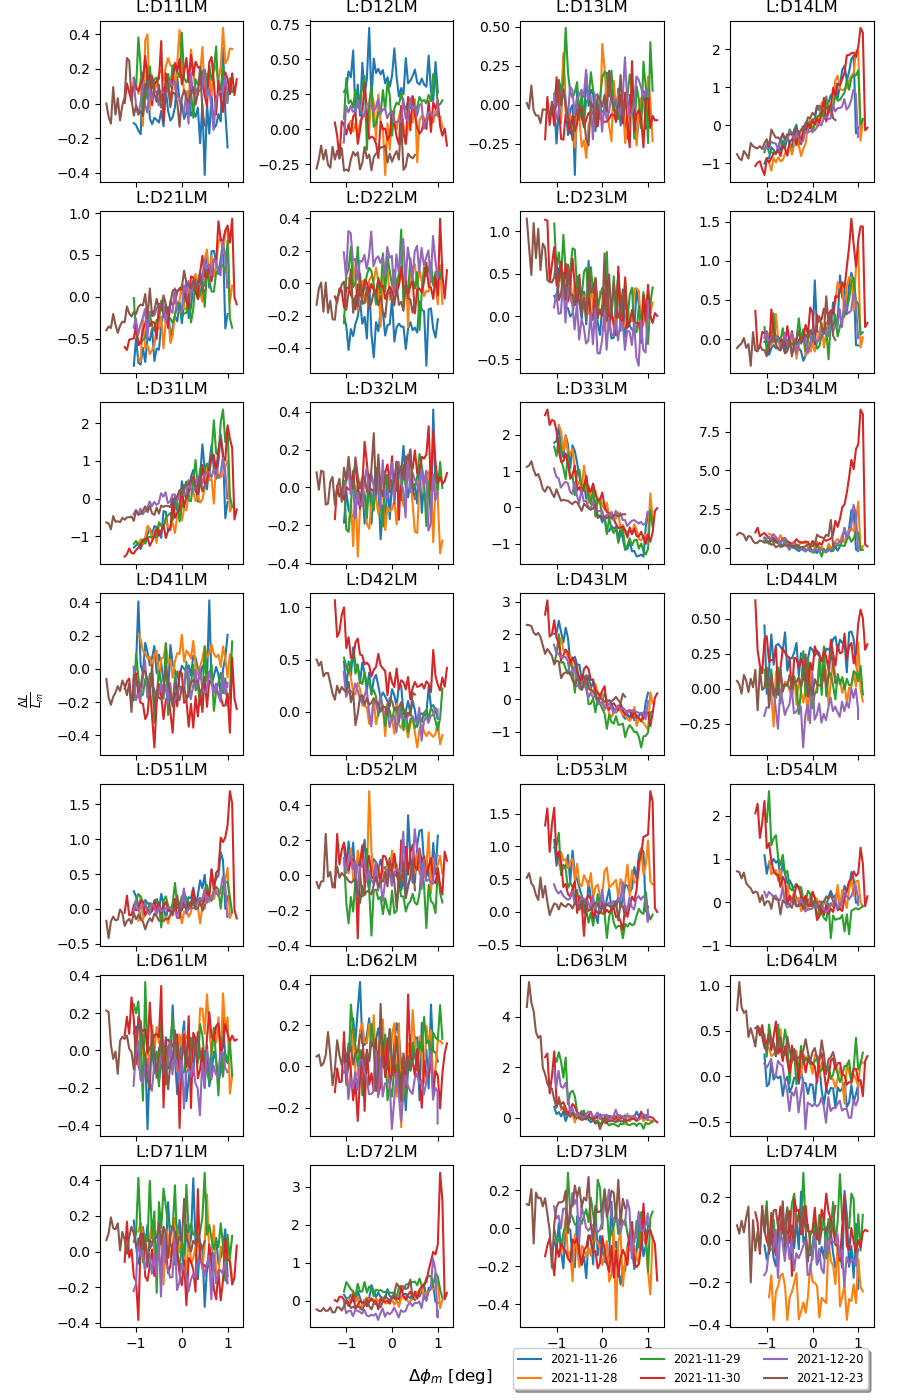 L:D11LM L:D12LM L:D13LM L:D14LM
0.4 0.2 0.0 −0.2 −0.4
0.75 0.50 0.25 0.00 −0.25
0.50 0.25 0.00 −0.25
2 1 0 −1
L:D21LM L:D22LM L:D23LM L:D24LM
1.0 0.5 0.0 −0.5
0.4 0.2 0.0 −0.2 −0.4
1.0 0.5 0.0 −0.5
1.5 1.0 0.5 0.0
L:D31LM L:D32LM L:D33LM L:D34LM
2 1 0 −1
0.4 0.2 0.0 −0.2 −0.4
2 1 0 −1
7.5 5.0 2.5 0.0
L:D41LM L:D42LM L:D43LM L:D44LM
0.4 0.2 0.0 −0.2 −0.4
1.0 0.5 0.0
3 2 1 0 −1
0.50 0.25 0.00 −0.25
ΔL/L_m
L:D51LM L:D52LM L:D53LM L:D54LM
1.5 1.0 0.5 0.0 −0.5
0.4 0.2 0.0 −0.2 −0.4
1.5 1.0 0.5 0.0 −0.5
2 1 0 −1
L:D61LM L:D62LM L:D63LM L:D64LM
0.4 0.2 0.0 −0.2 −0.4
0.4 0.2 0.0 −0.2
4 2 0
1.0 0.5 0.0 −0.5
L:D71LM L:D72LM L:D73LM L:D74LM
0.4 0.2 0.0 −0.2 −0.4
3 2 1 0
0.2 0.0 −0.2 −0.4
0.2 0.0 −0.2 −0.4
−1 0 1 −1 0 1 −1 0 1 −1 0 1
2021-11-26 2021-11-29 2021-12-20
2021-11-28 2021-11-30 2021-12-23
Δϕ_m [deg]